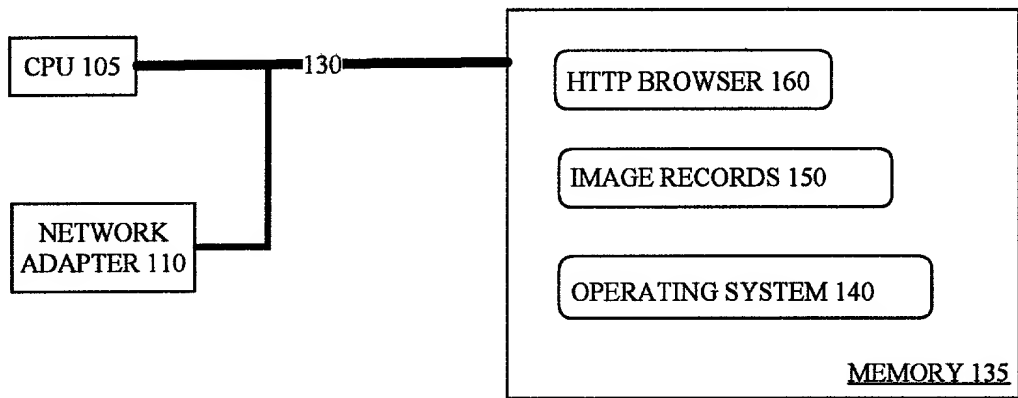 CPU 105
130
HTTP BROWSER 160
IMAGE RECORDS 150
NETWORK
ADAPTER 110
OPERATING SYSTEM 140
MEMORY 135